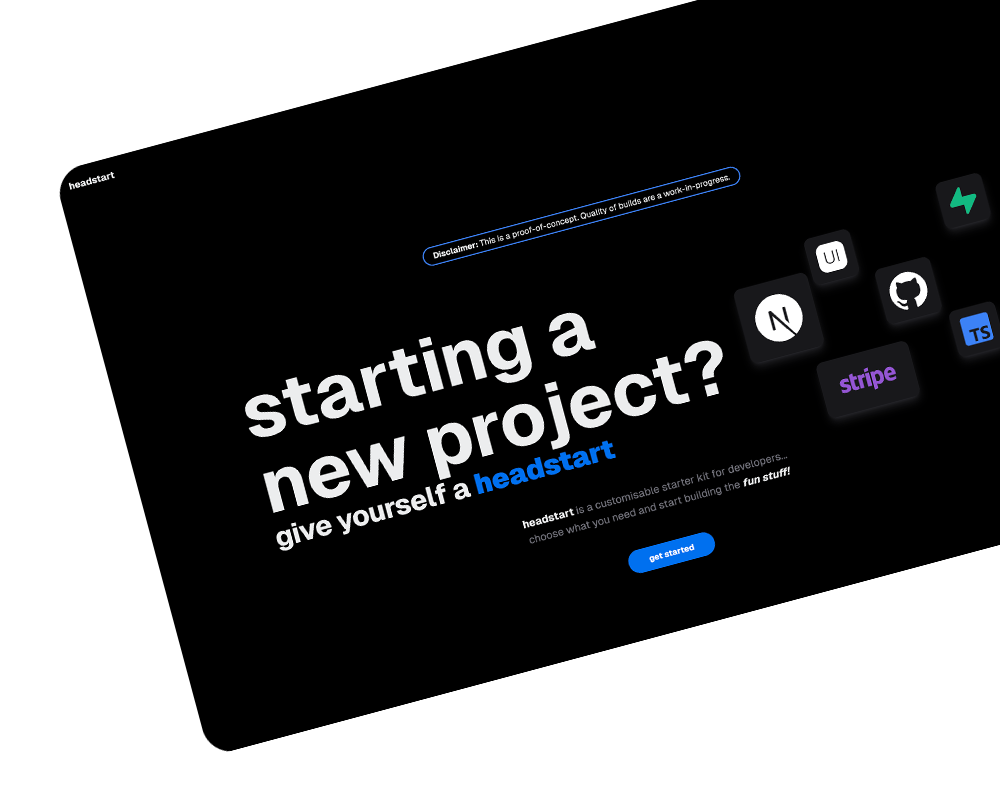 headstart
Disclaimer: This is a proof-of-concept. Quality of builds are a work-in-progress.
starting a
new project?
give yourself a headstart
headstart is a customisable starter kit for developers...
choose what you need and start building the fun stuff!
get started
N
UI
TS
stripe